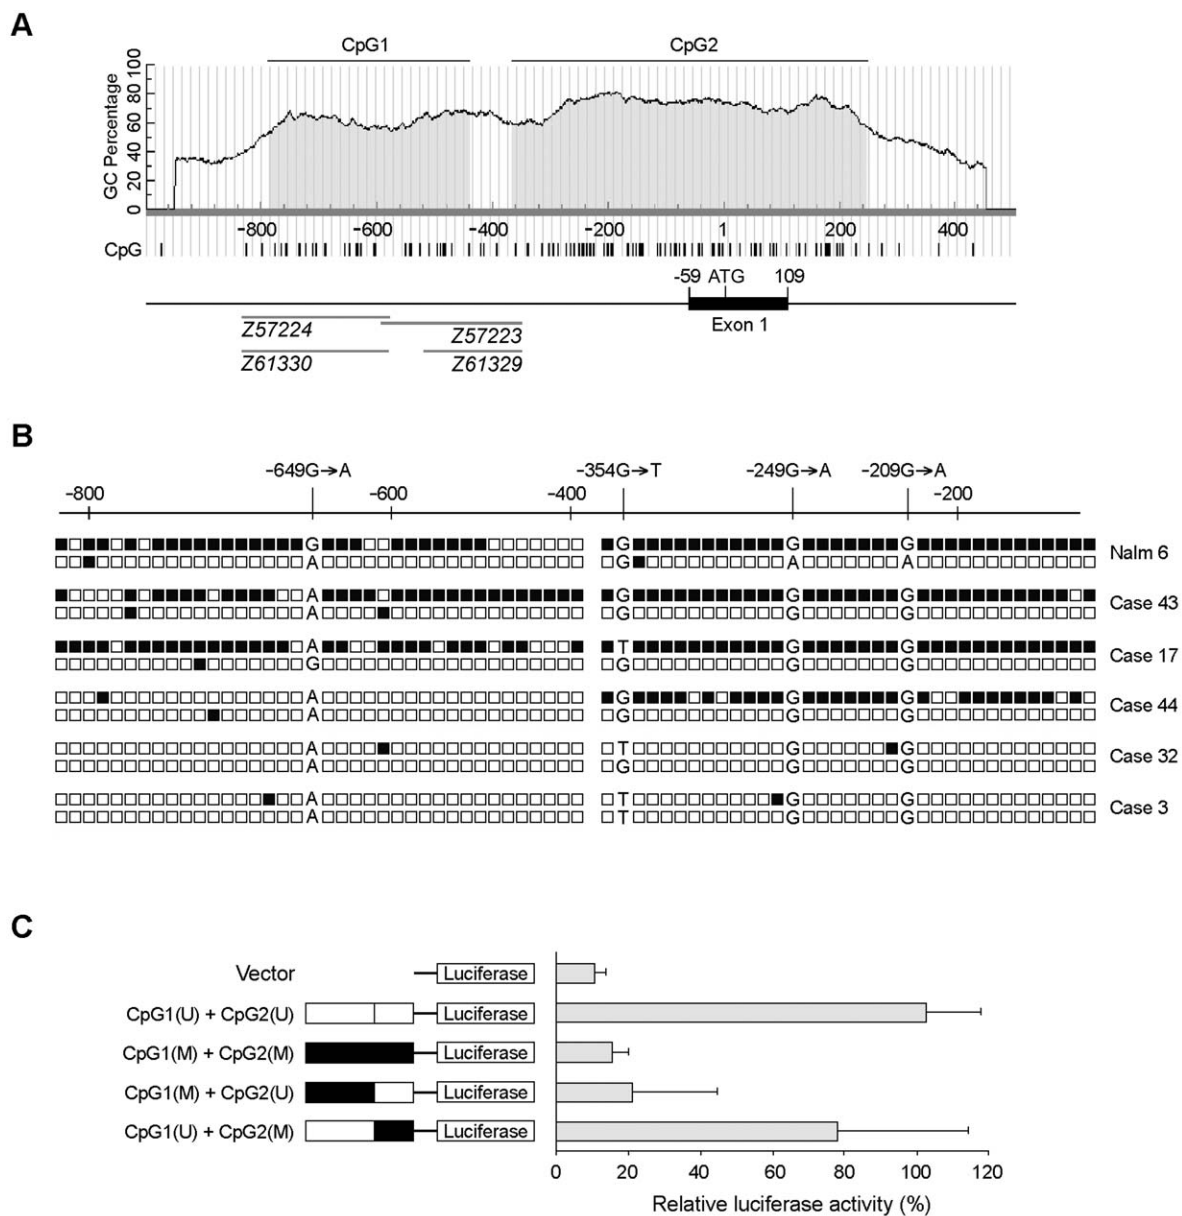 A
CpG1 CpG2
GC Percentage
100
80
60
40
20
0
-800 -600 -400 -200 1 200 400
CpG
-59 ATG 109
Exon 1
Z57224 Z57223
Z61330 Z61329
B
-649G→A -354G→T -249G→A -209G→A
-800 -600 -400 -200
G G G G
Nalm 6
A G A A
A G G G
Case 43
A G G G
A T G G
Case 17
G G G G
A G G G
Case 44
A G G G
A T G G
Case 32
A G G G
A T G G
Case 3
A T G G
C
Vector Luciferase
CpG1(U) + CpG2(U) Luciferase
CpG1(M) + CpG2(M) Luciferase
CpG1(M) + CpG2(U) Luciferase
CpG1(U) + CpG2(M) Luciferase
0 20 40 60 80 100 120
Relative luciferase activity (%)